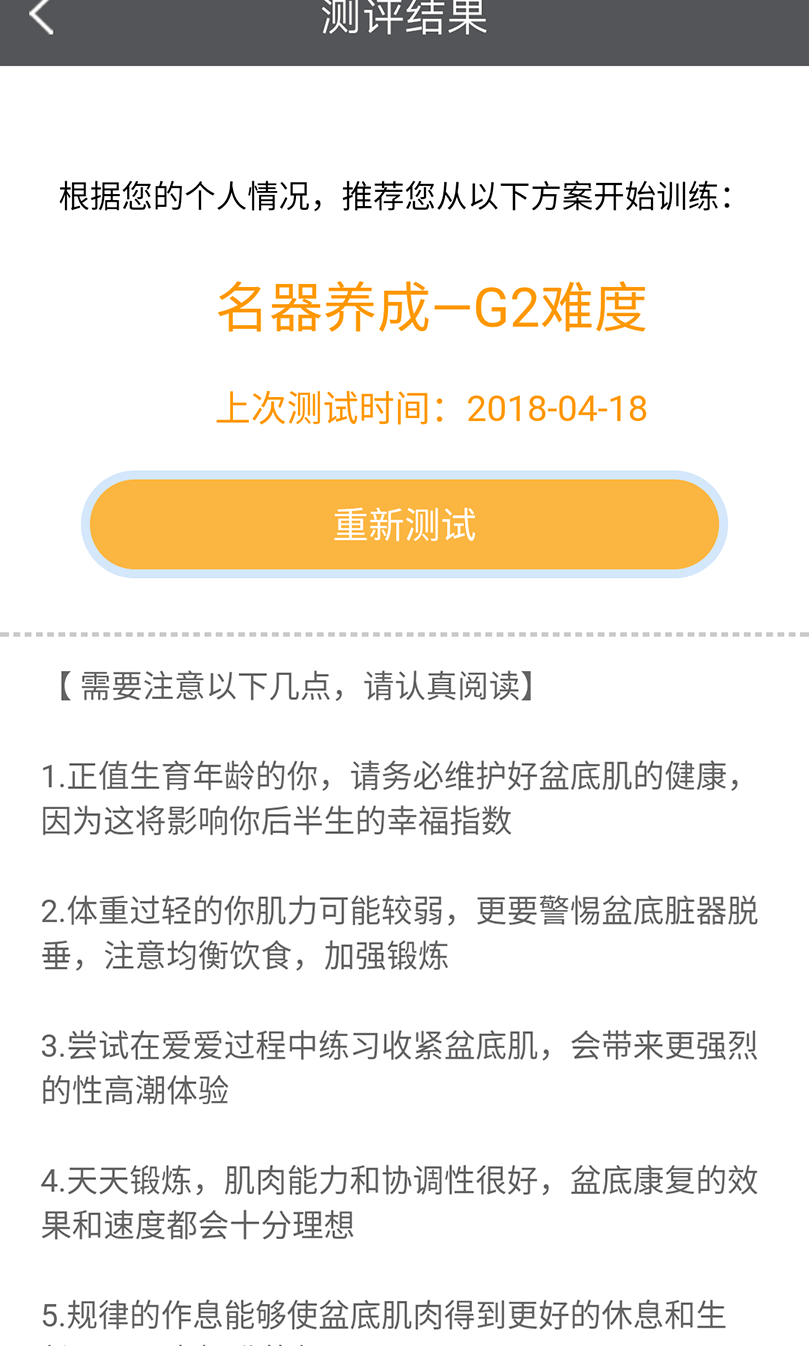 测评结果
根据您的个人情况，推荐您从以下方案开始训练：
名器养成—G2难度
上次测试时间：2018-04-18
重新测试
【 需要注意以下几点，请认真阅读】
1.正值生育年龄的你，请务必维护好盆底肌的健康，
因为这将影响你后半生的幸福指数
2.体重过轻的你肌力可能较弱，更要警惕盆底脏器脱
垂，注意均衡饮食，加强锻炼
3.尝试在爱爱过程中练习收紧盆底肌，会带来更强烈
的性高潮体验
4.天天锻炼，肌肉能力和协调性很好，盆底康复的效
果和速度都会十分理想
5.规律的作息能够使盆底肌肉得到更好的休息和生